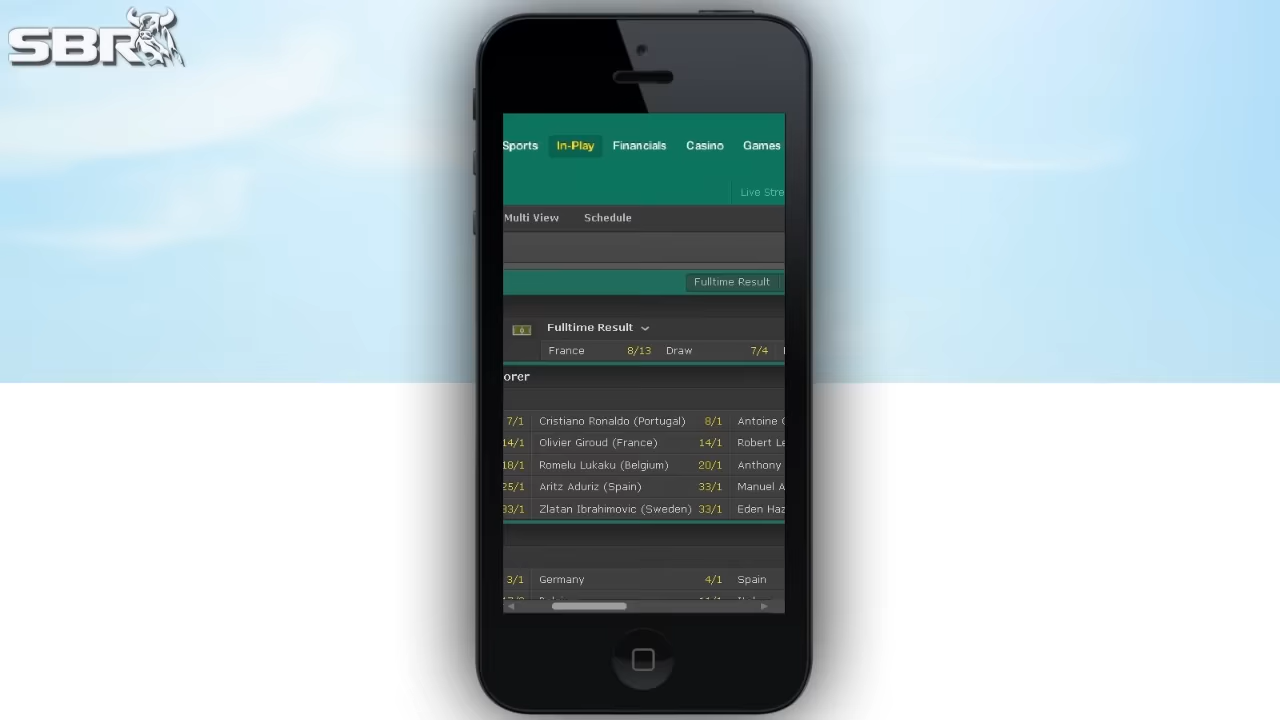 SBR
Sports In-Play Financials Casino Games
Live Stre
Multi View Schedule
Fulltime Result
Fulltime Result
France 8/13 Draw 7/4
orer
7/1 Cristiano Ronaldo (Portugal) 8/1 Antoine
14/1 Olivier Giroud (France) 14/1 Robert Le
18/1 Romelu Lukaku (Belgium) 20/1 Anthony
25/1 Aritz Aduriz (Spain) 33/1 Manuel A
33/1 Zlatan Ibrahimovic (Sweden) 33/1 Eden Haz
3/1 Germany 4/1 Spain